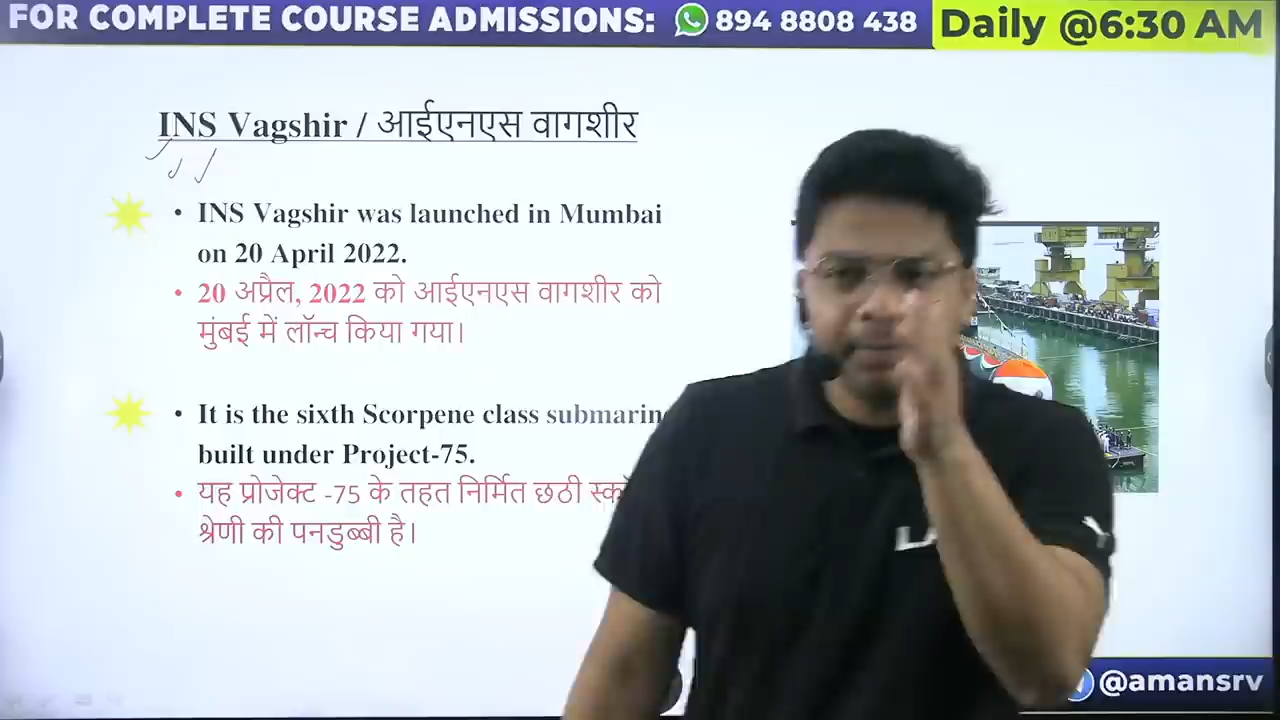 FOR COMPLETE COURSE ADMISSIONS: 894 8808 438 Daily @6:30 AM
INS Vagshir / आईएनएस वागशीर
• INS Vagshir was launched in Mumbai
on 20 April 2022.
• 20 अप्रैल, 2022 को आईएनएस वागशीर को
मुंबई में लॉन्च किया गया।
• It is the sixth Scorpene class
built under Project-75.
• यह प्रोजेक्ट -75 के तहत निर्मित छठी
श्रेणी की पनडुब्बी है।
@amansrv